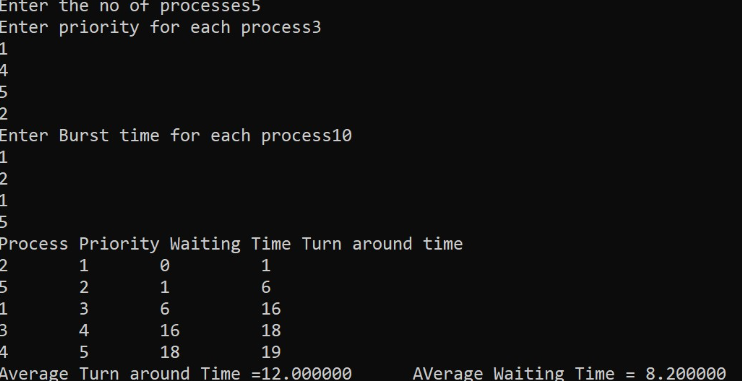 Enter the no of processes5
Enter priority for each process3
1
4
5
2
Enter Burst time for each process10
1
2
1
5
Process Priority Waiting Time Turn around time
2 1 0 1
5 2 1 6
1 3 6 16
3 4 16 18
4 5 18 19
Average Turn around Time =12.000000 AVerage Waiting Time = 8.200000